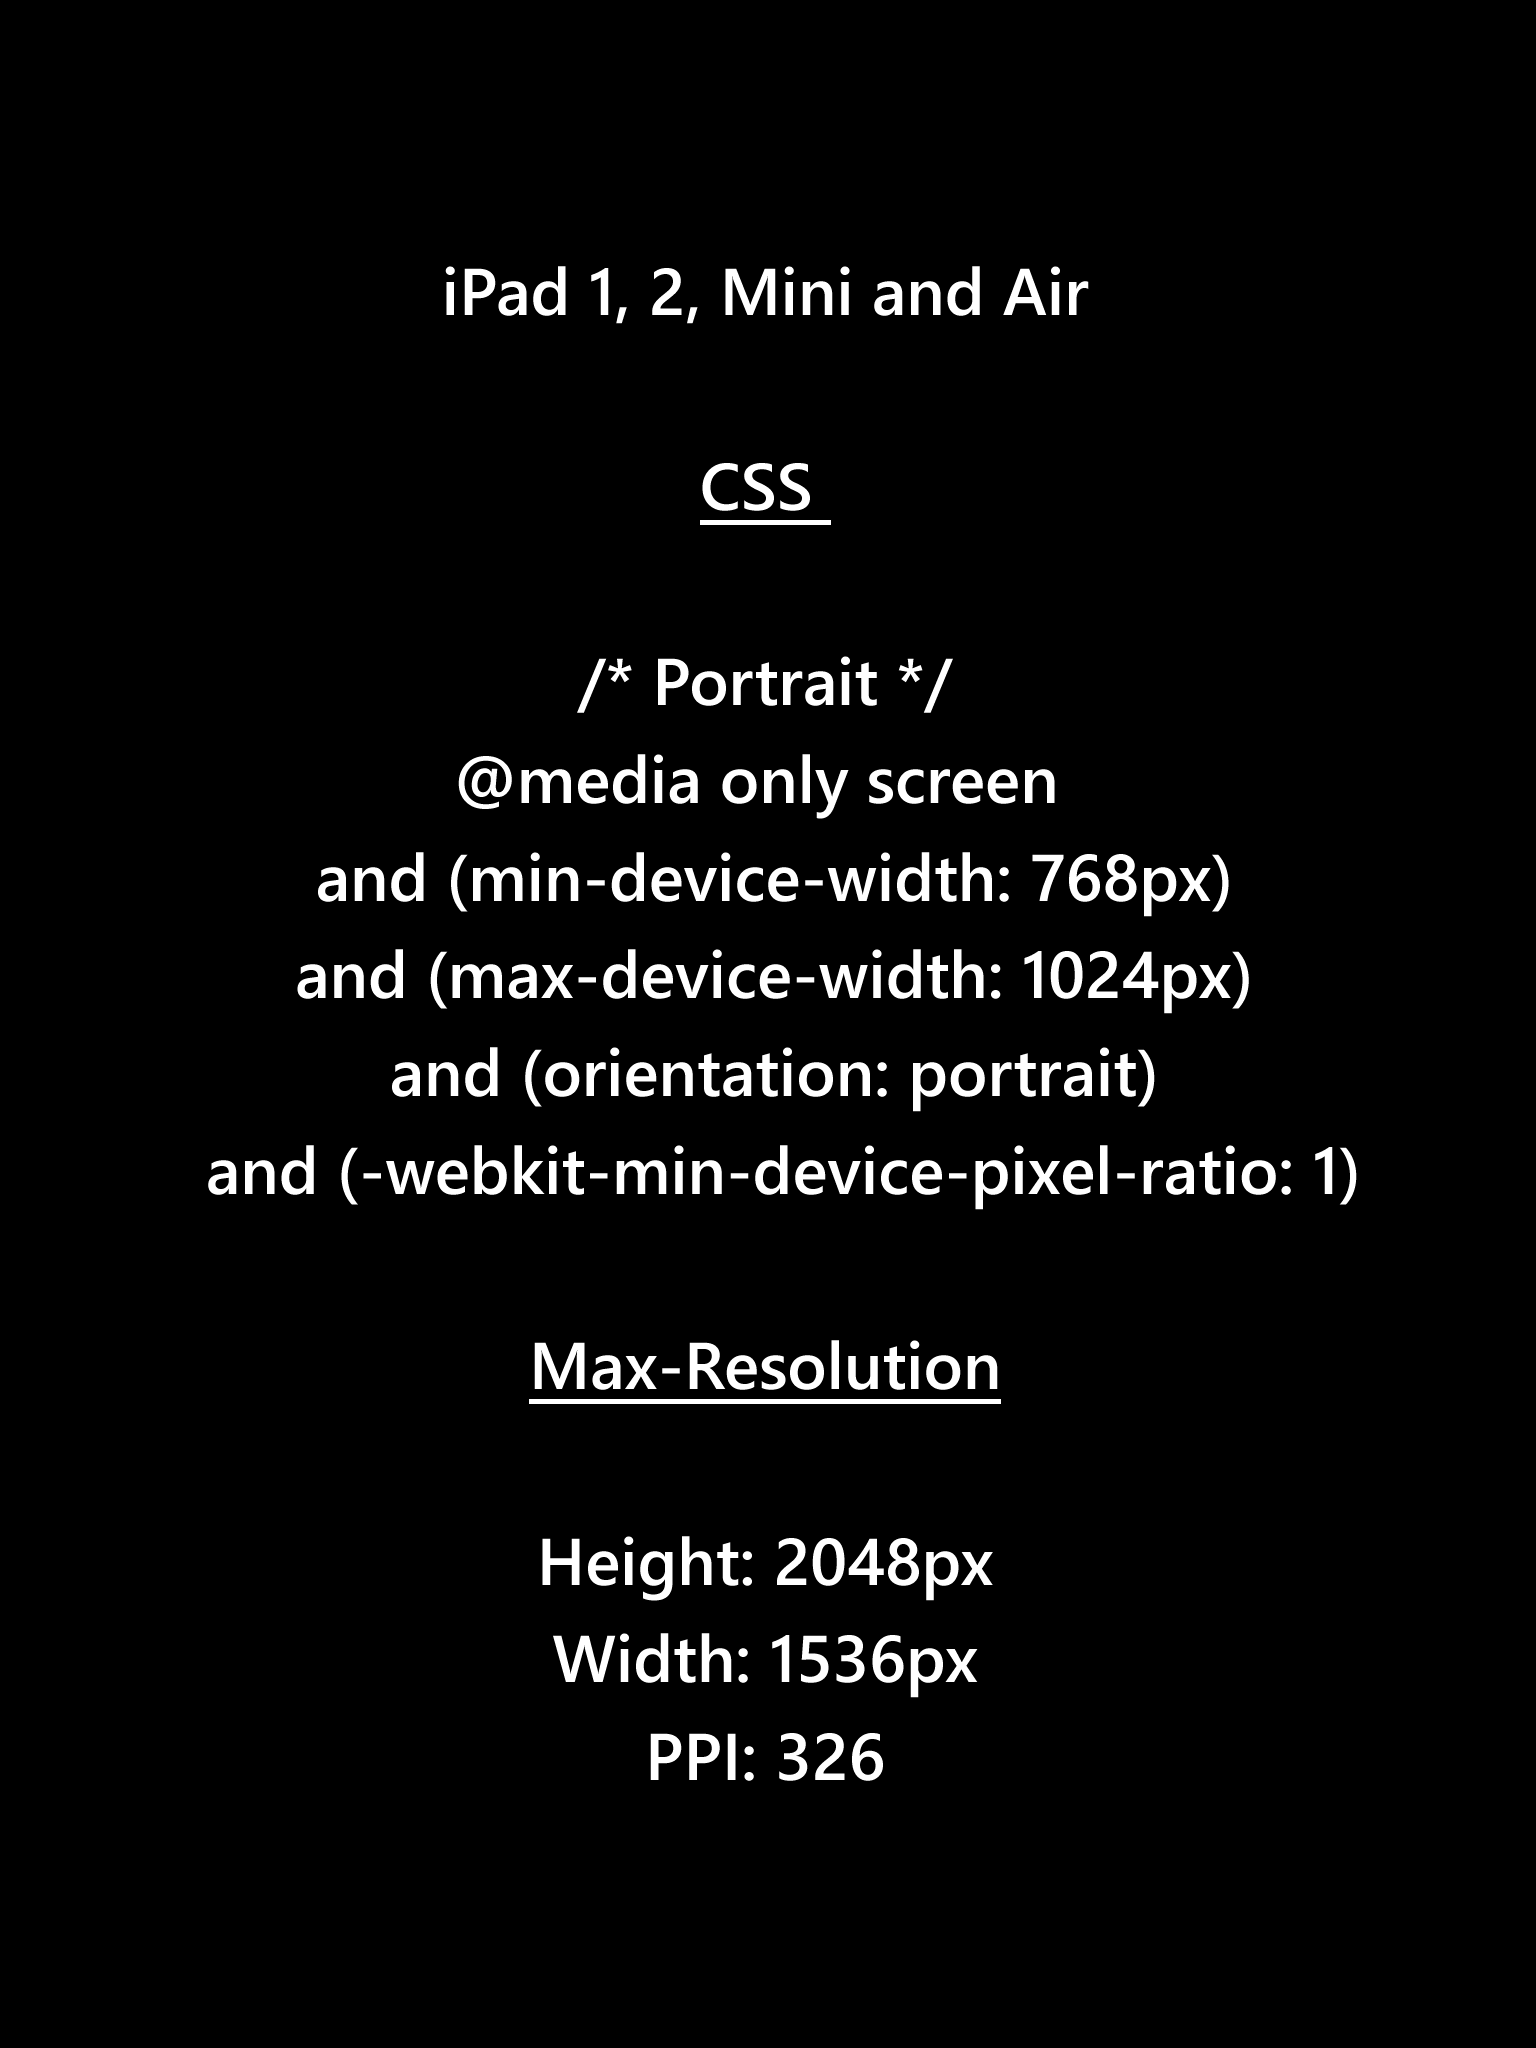 iPad 1, 2, Mini and Air
CSS
/* Portrait */
@media only screen
and (min-device-width: 768px)
and (max-device-width: 1024px)
and (orientation: portrait)
and (-webkit-min-device-pixel-ratio: 1)
Max-Resolution
Height: 2048px
Width: 1536px
PPI: 326